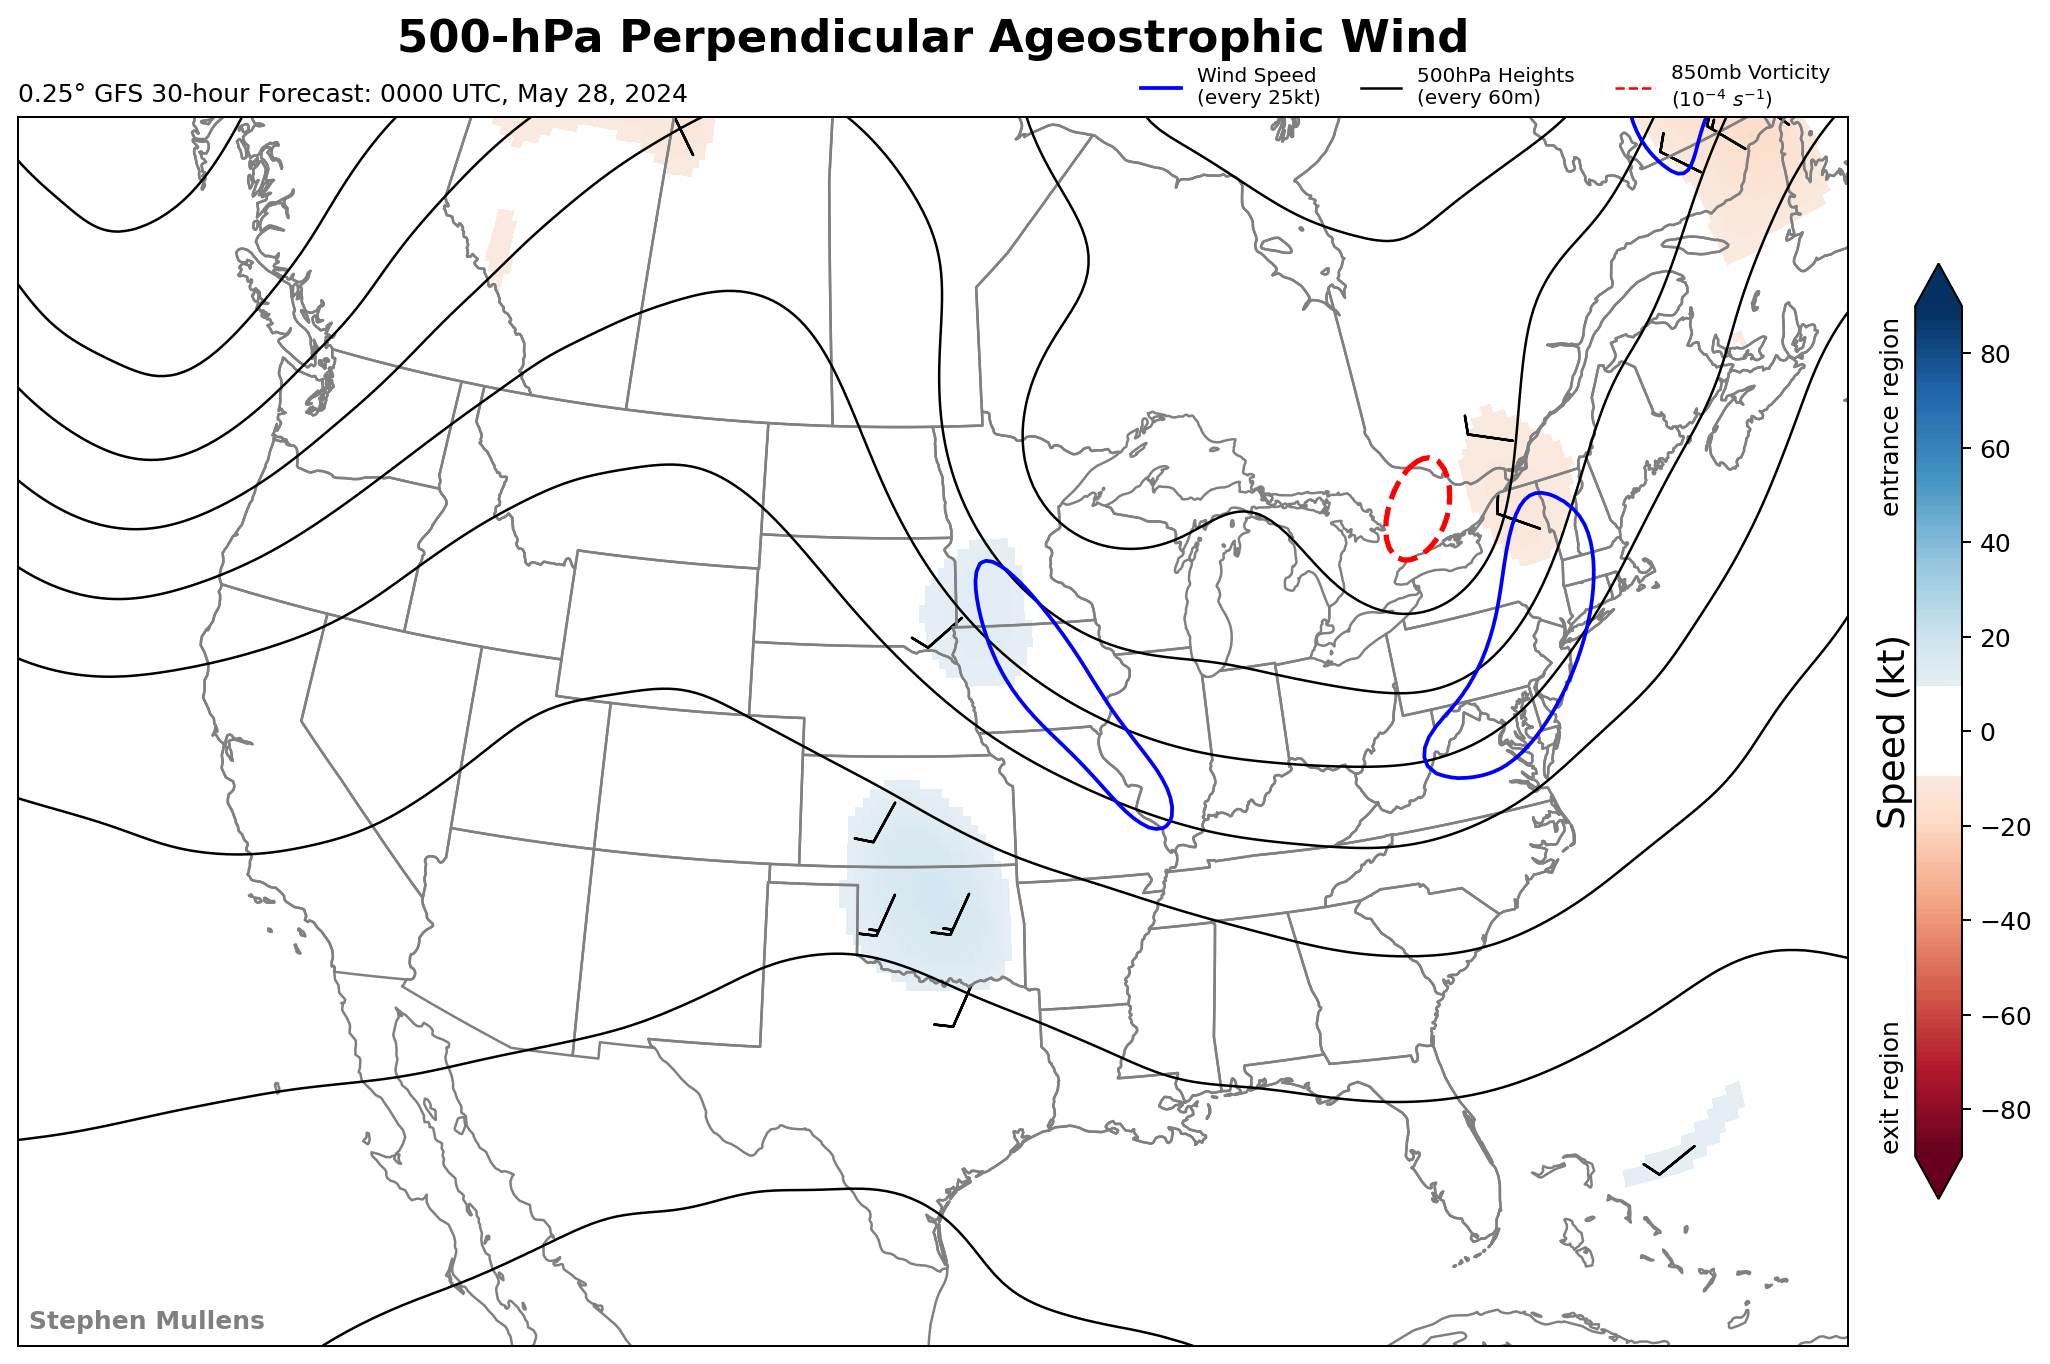 500-hPa Perpendicular Ageostrophic Wind
0.25° GFS 30-hour Forecast: 0000 UTC, May 28, 2024
Wind Speed
(every 25kt)
500hPa Heights
(every 60m)
850mb Vorticity
(10⁻⁴ s⁻¹)
entrance region
exit region
Speed (kt)
80
60
40
20
0
−20
−40
−60
−80
Stephen Mullens